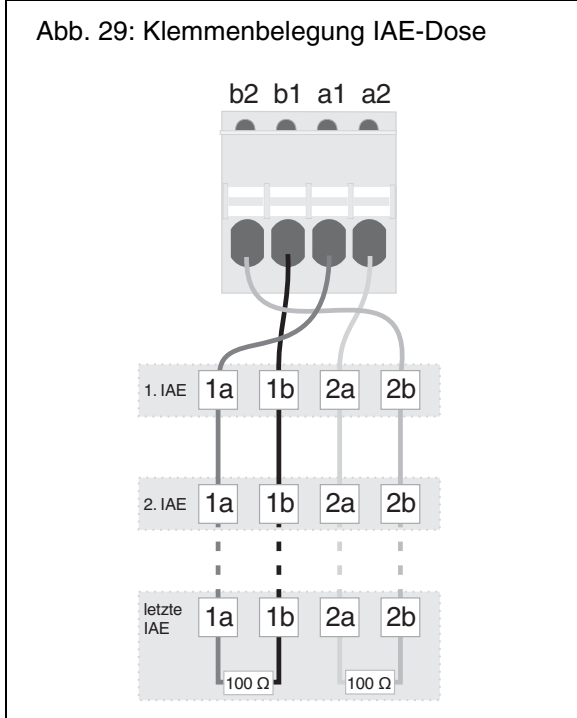 Abb. 29: Klemmenbelegung IAE-Dose
b2 b1 a1 a2
1. IAE 1a 1b 2a 2b
2. IAE 1a 1b 2a 2b
letzte
IAE 1a 1b 2a 2b
100 Ω 100 Ω